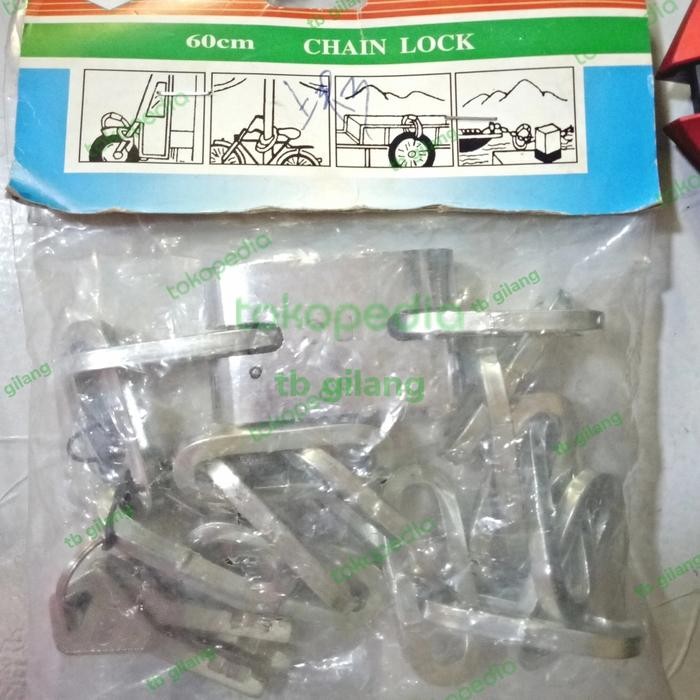 60cm CHAIN LOCK
tokopedia
tb gilang